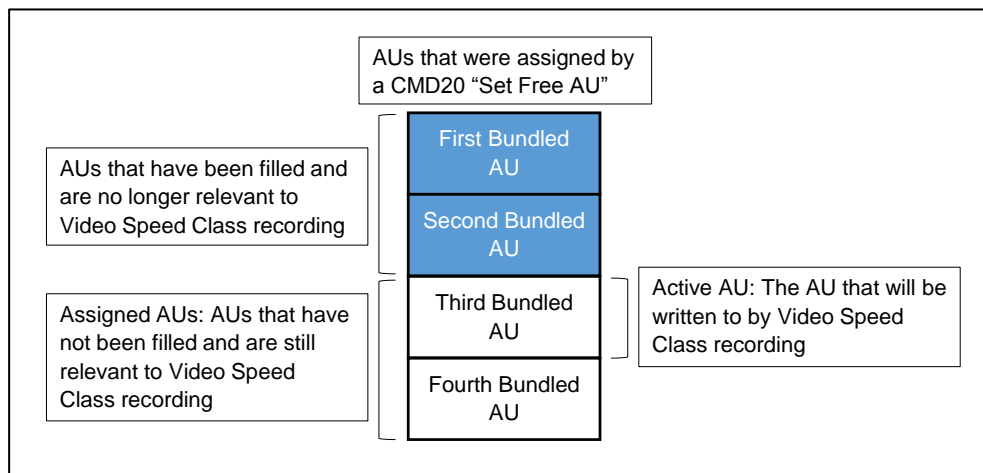 AUs that were assigned by
a CMD20 “Set Free AU”
First Bundled
AU
AUs that have been filled and
are no longer relevant to
Video Speed Class recording
Second Bundled
AU
Assigned AUs: AUs that have
not been filled and are still
relevant to Video Speed
Class recording
Third Bundled
AU
Active AU: The AU that will be
written to by Video Speed
Class recording
Fourth Bundled
AU